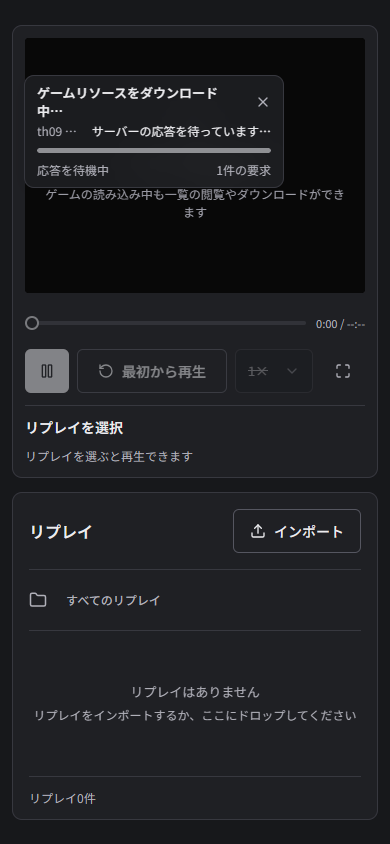 ゲームリソースをダウンロード
中…
th09 … サーバーの応答を待っています…
応答を待機中 1件の要求
ゲームの読み込み中も一覧の閲覧やダウンロードができ
ます
0:00 / --:--
最初から再生 1×
リプレイを選択
リプレイを選ぶと再生できます
リプレイ インポート
すべてのリプレイ
リプレイはありません
リプレイをインポートするか、ここにドロップしてください
リプレイ0件